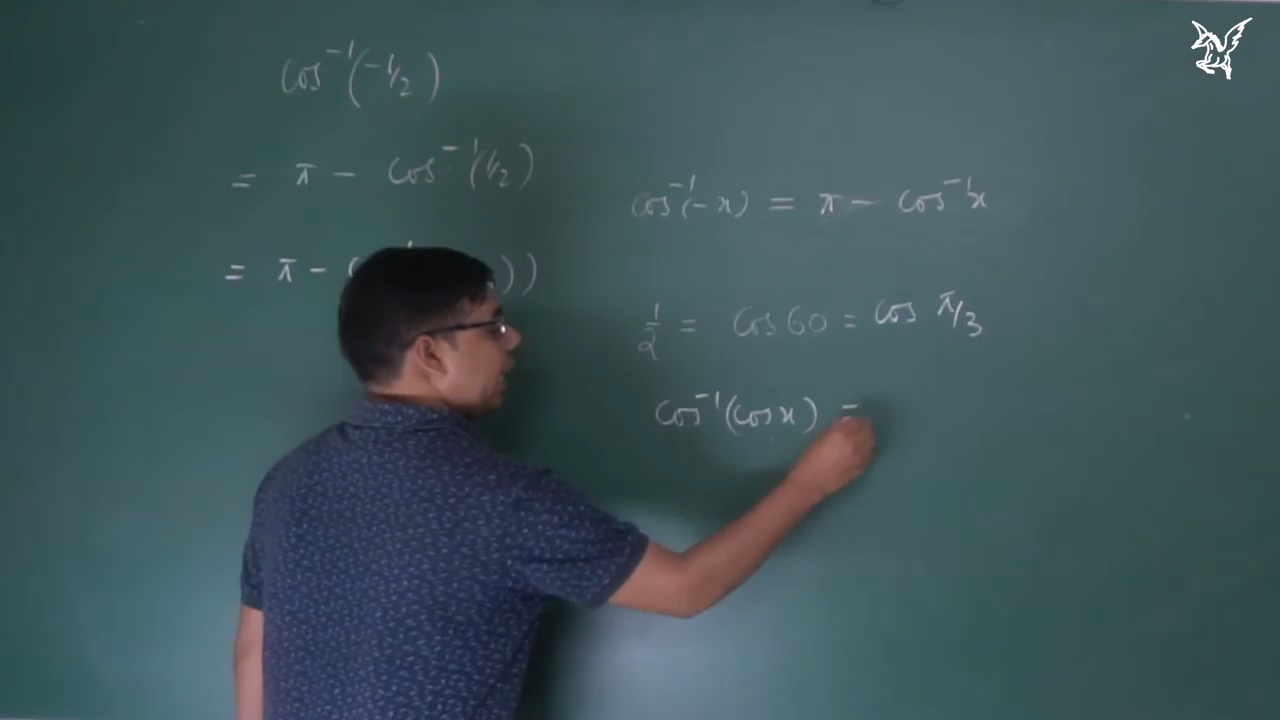 cos⁻¹(-1/2)
= π - cos⁻¹(1/2)
= π - ( ))
cos⁻¹(-x) = π - cos⁻¹x
1/2 = cos 60 = cos π/3
cos⁻¹(cos x) =